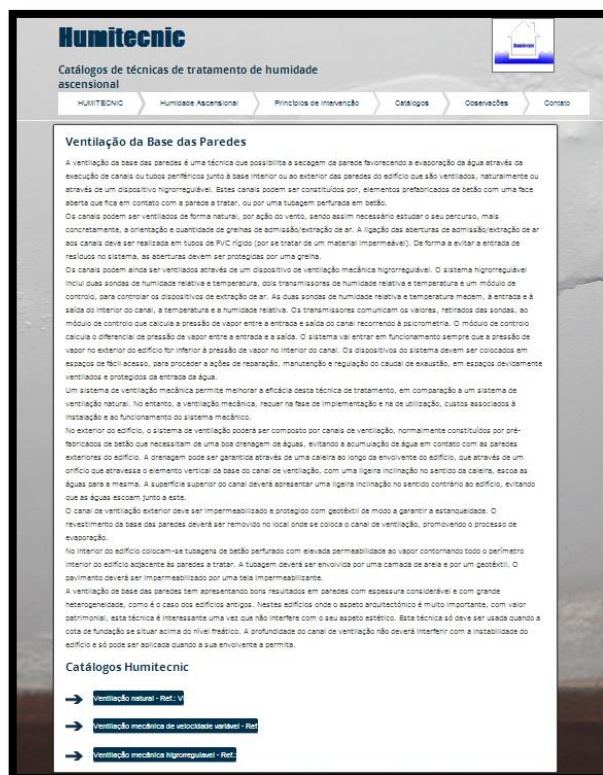 Humitecnic
Humitecnic
Catálogos de técnicas de tratamento de humidade
ascensional
HUMITECNIC
Humidade Ascensional
Princípios de Intervenção
Catálogos
Observações
Contato
Ventilação da Base das Paredes
A ventilação da base das paredes é uma técnica que possibilita a secagem da parede favorecendo a evaporação da água através da
execução de canais ou tubos periféricos junto à base interior ou ao exterior das paredes do edifício que são ventilados, naturalmente ou
através de um dispositivo higrorregulável. Estes canais podem ser constituídos por, elementos prefabricados de betão com uma face
aberta que fica em contato com a parede a tratar, ou por uma tubagem perfurada em betão.
Os canais podem ser ventilados de forma natural, por ação do vento, sendo assim necessário estudar o seu percurso, mais
concretamente, a orientação e quantidade de grelhas de admissão/extração de ar. A ligação das aberturas de admissão/extração de ar
aos canais deve ser realizada em tubos de PVC rígido (por se tratar de um material impermeável). De forma a evitar a entrada de
resíduos no sistema, as aberturas devem ser protegidas por uma grelha.
Os canais podem ainda ser ventilados através de um dispositivo de ventilação mecânica higrorregulável. O sistema higrorregulável
inclui duas sondas de humidade relativa e temperatura, dois transmissores de humidade relativa e temperatura e um módulo de
controlo, para controlar os dispositivos de extração de ar. As duas sondas de humidade relativa e temperatura medem, à entrada e à
saída do interior do canal, a temperatura e a humidade relativa. Os transmissores comunicam os valores, retirados das sondas, ao
módulo de controlo que calcula a pressão de vapor entre a entrada e saída do canal recorrendo à psicrometria. O módulo de controlo
calcula o diferencial de pressão de vapor entre a entrada e a saída. O sistema vai entrar em funcionamento sempre que a pressão de
vapor no exterior do edifício for inferior à pressão de vapor no interior do canal. Os dispositivos do sistema devem ser colocados em
espaços de fácil acesso, para proceder a ações de reparação, manutenção e regulação do caudal de exaustão, em espaços devidamente
ventilados e protegidos da entrada da água.
Um sistema de ventilação mecânica permite melhorar a eficácia desta técnica de tratamento, em comparação a um sistema de
ventilação natural. No entanto, a ventilação mecânica, requer na fase de implementação e na de utilização, custos associados à
instalação e ao funcionamento do sistema mecânico.
No exterior do edifício, o sistema de ventilação poderá ser composto por canais de ventilação, normalmente constituídos por pré-
fabricados de betão que necessitam de uma boa drenagem de águas, evitando a acumulação de água em contato com as paredes
exteriores do edifício. A drenagem pode ser garantida através de uma caleira ao longo da envolvente do edifício, que através de um
orifício que atravessa o elemento vertical da base do canal de ventilação, com uma ligeira inclinação no sentido da caleira, escoa as
águas para a mesma. A superfície superior do canal deverá apresentar uma ligeira inclinação no sentido contrário ao edifício, evitando
que as águas escoam junto a este.
O canal de ventilação exterior deve ser impermeabilizado e protegido com geotêxtil de modo a garantir a estanqueidade. O
revestimento da base das paredes deverá ser removido no local onde se coloca o canal de ventilação, promovendo o processo de
evaporação.
No interior do edifício colocam-se tubagens de betão perfurado com elevada permeabilidade ao vapor contornando todo o perímetro
interior do edifício adjacente às paredes a tratar. A tubagem deverá ser envolvida por uma camada de areia e por um geotêxtil. O
pavimento deverá ser impermeabilizado por uma tela impermeabilizante.
A ventilação de base das paredes tem apresentando bons resultados em paredes com espessura considerável e com grande
heterogeneidade, como é o caso dos edifícios antigos. Nestes edifícios onde o aspeto arquitectónico é muito importante, com valor
patrimonial, esta técnica é interessante uma vez que não interfere com o seu aspeto estético. Esta técnica só deve ser usada quando a
cota de fundação se situar acima do nível freático. A profundidade do canal de ventilação não deverá interferir com a instabilidade do
edifício e só pode ser aplicada quando a sua envolvente a permita.
Catálogos Humitecnic
Ventilação natural - Ref.: V
Ventilação mecânica de velocidade variável - Ref
Ventilação mecânica higrorregulavel - Ref.: